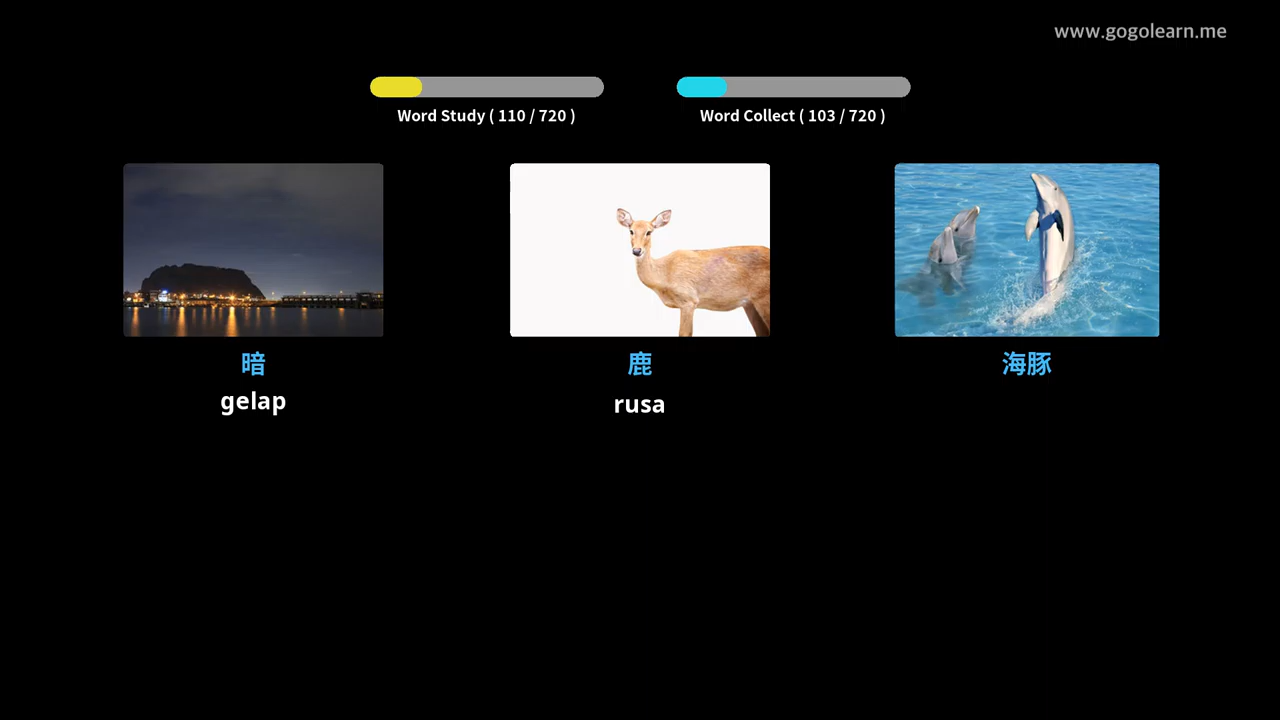 www.gogolearn.me
Word Study ( 110 / 720 )
Word Collect ( 103 / 720 )
暗
gelap
鹿
rusa
海豚